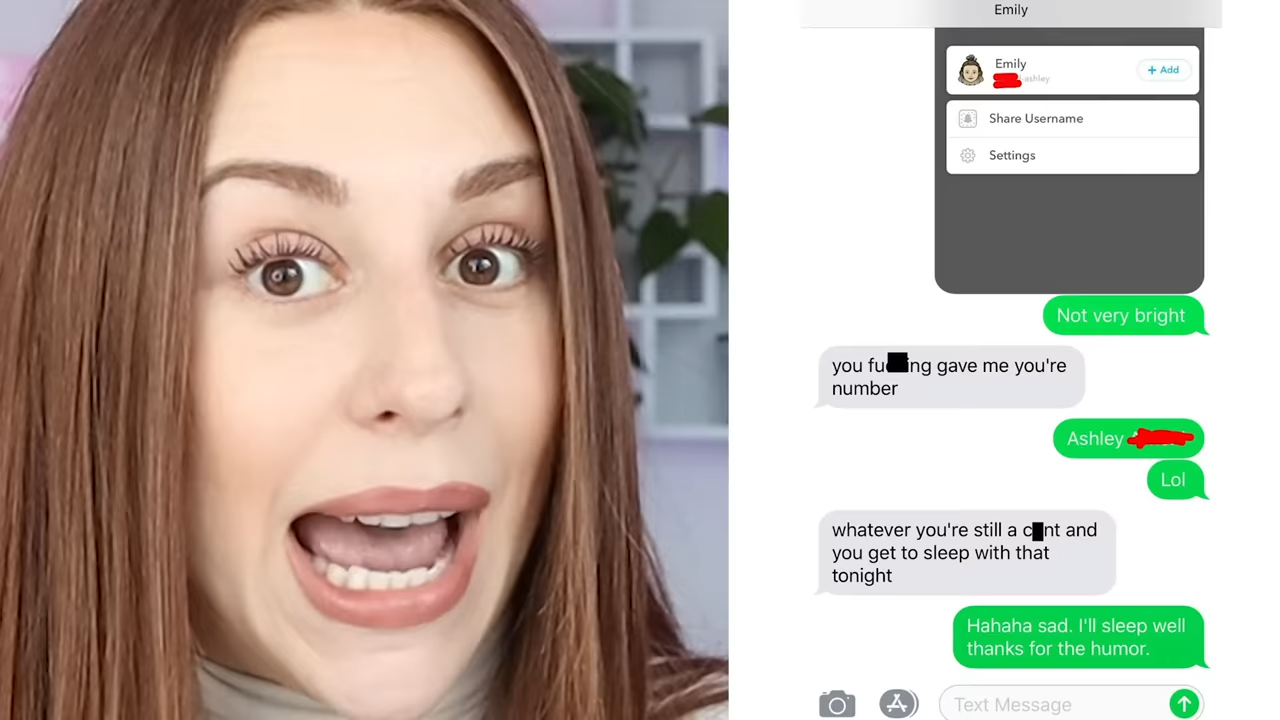 Emily
Emily
-ashley
+ Add
Share Username
Settings
Not very bright
you fu ing gave me you're
number
Ashley
Lol
whatever you're still a c nt and
you get to sleep with that
tonight
Hahaha sad. I'll sleep well
thanks for the humor.
Text Message